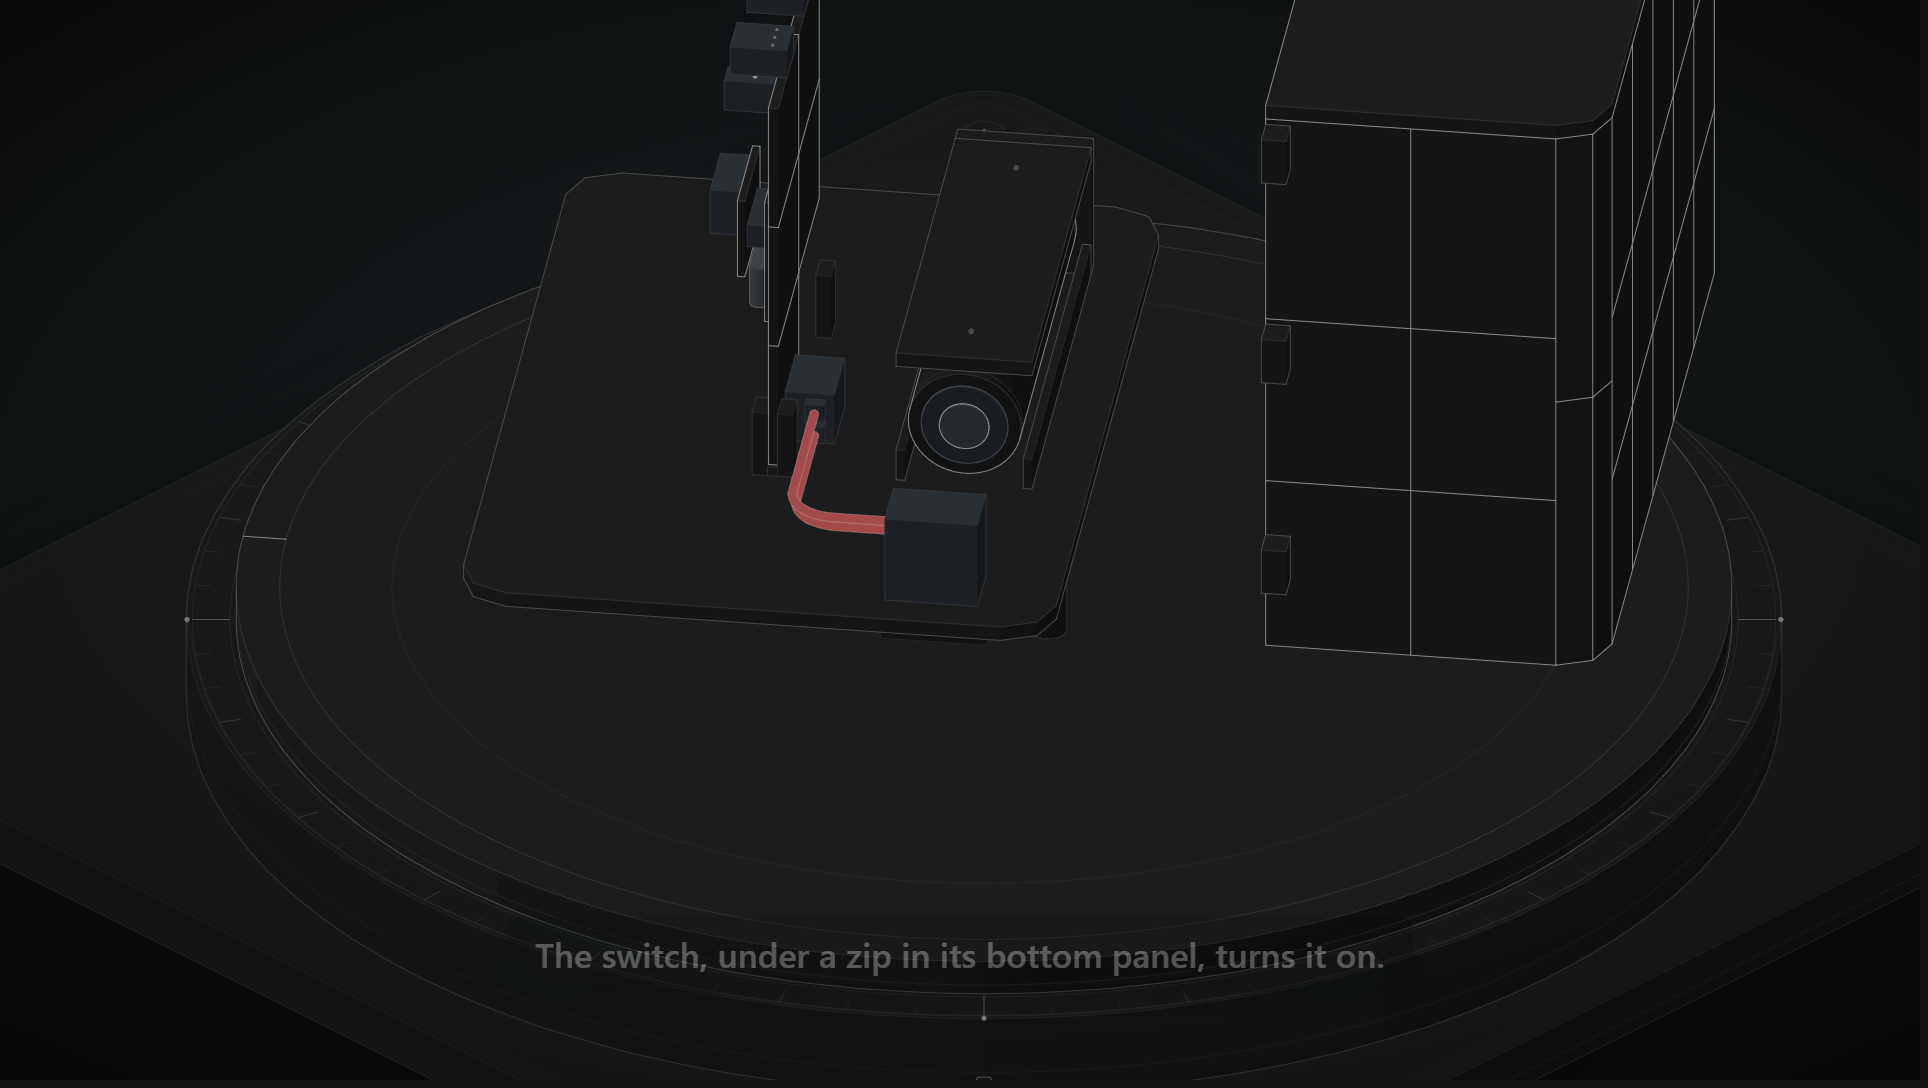 The switch, under a zip in its bottom panel, turns it on.